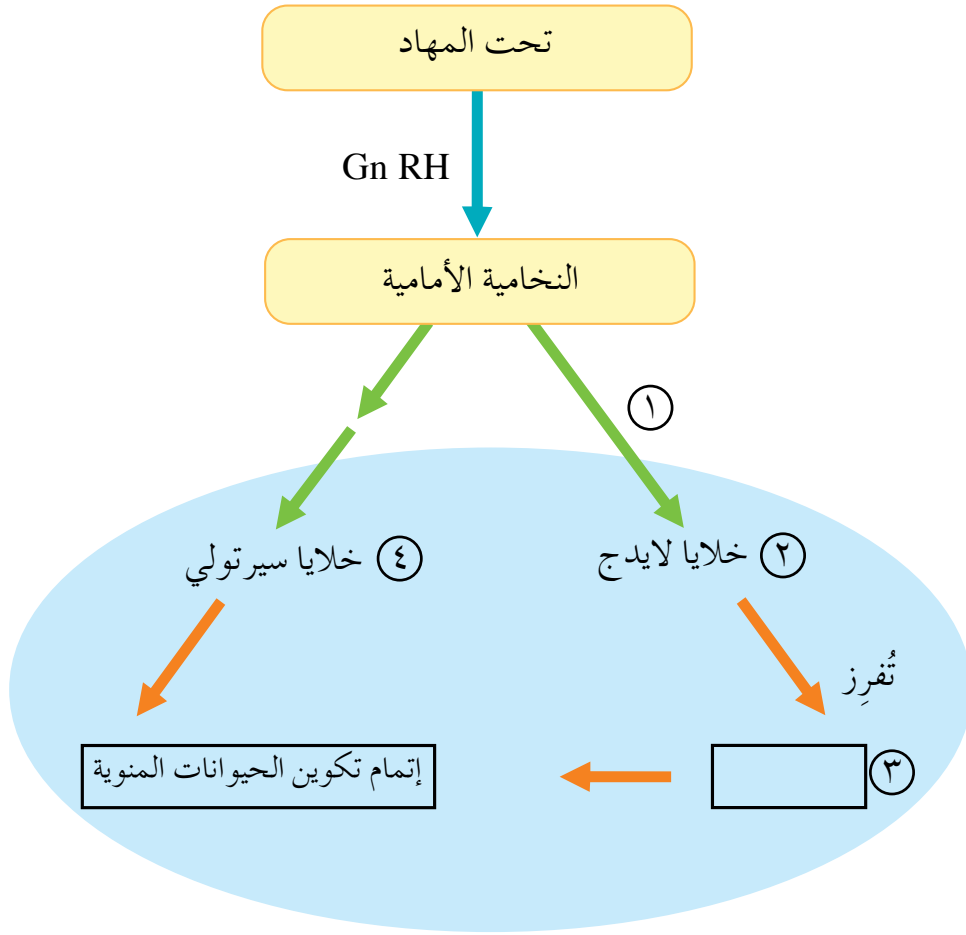 تحت المهاد
Gn RH
النخامية الأمامية
١
٢ خلايا لايدج
٤ خلايا سيرتولي
تُفرِز
٣
إتمام تكوين الحيوانات المنوية